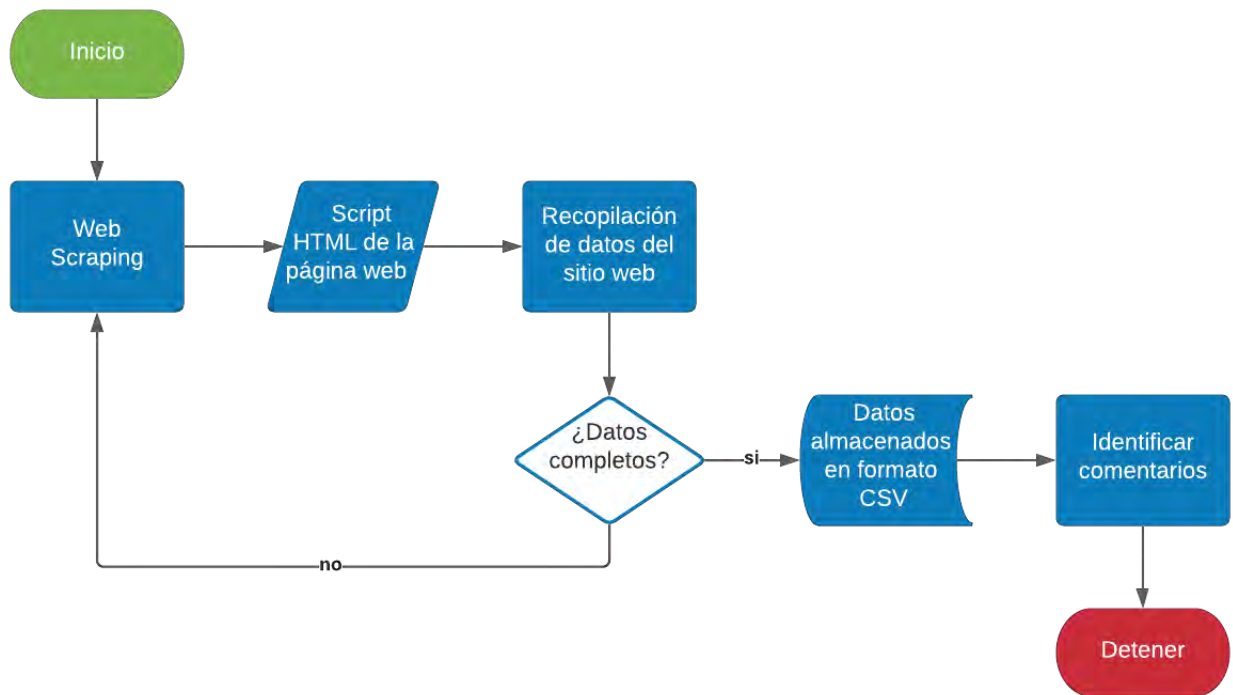 Inicio
Web
Scraping
Script
HTML de la
página web
Recopilación
de datos del
sitio web
¿Datos
completos?
si
Datos
almacenados
en formato
CSV
Identificar
comentarios
no
Detener